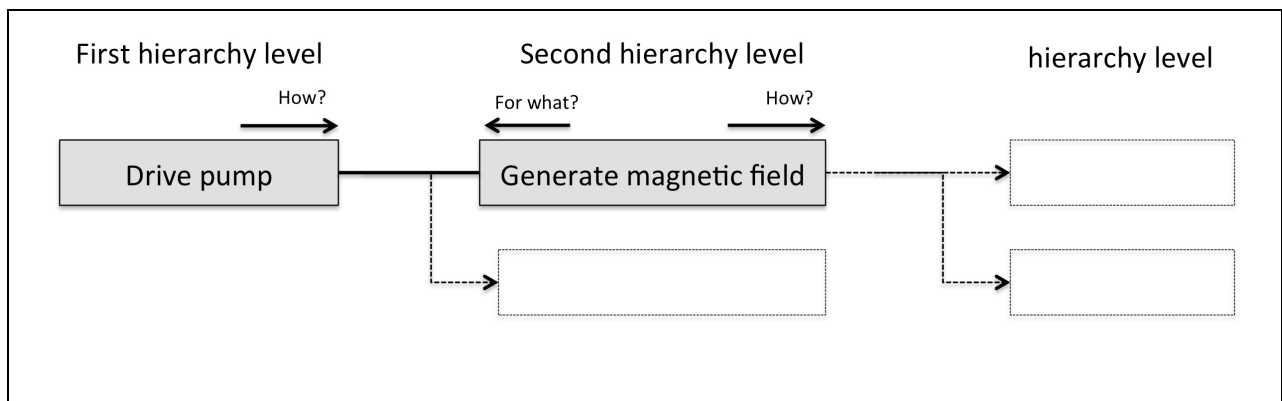 First hierarchy level
Second hierarchy level
hierarchy level
How?
For what?
How?
Drive pump
Generate magnetic field